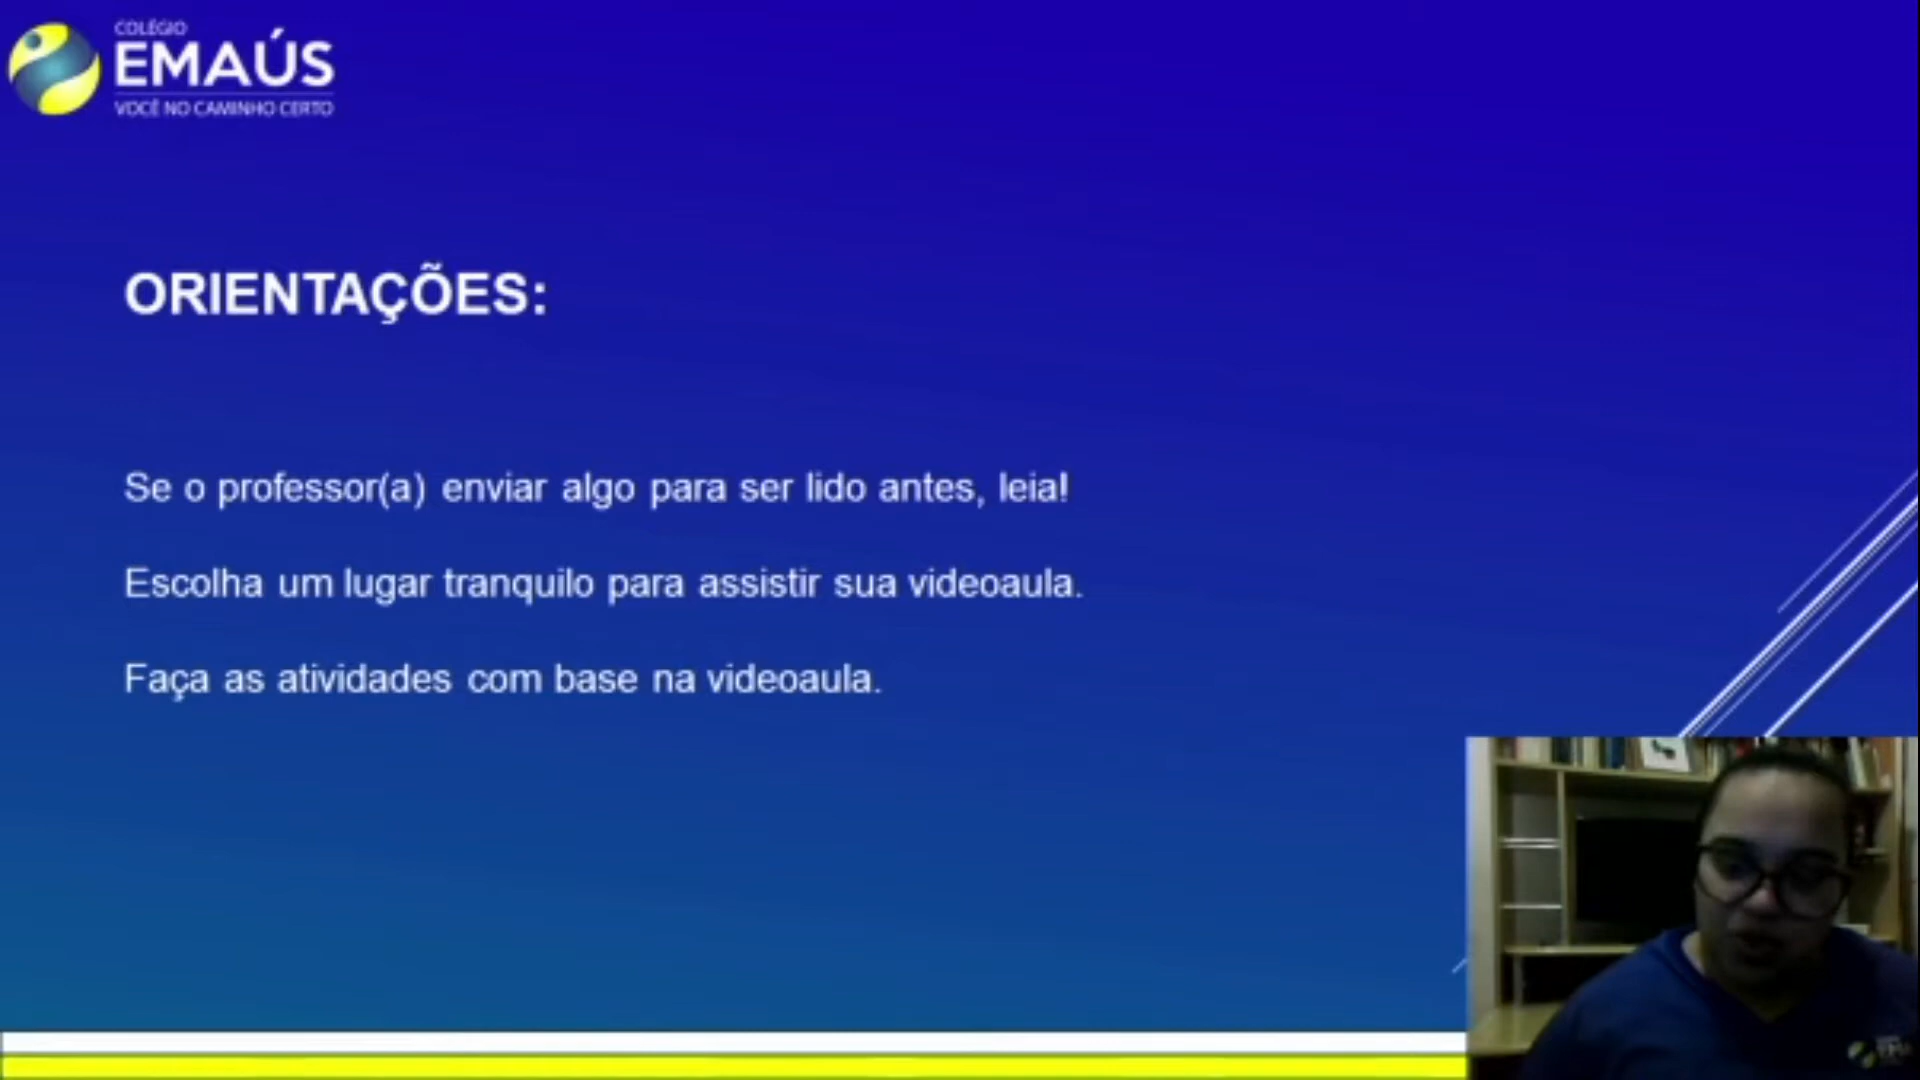 COLÉGIO
EMAÚS
VOCÊ NO CAMINHO CERTO
ORIENTAÇÕES:
Se o professor(a) enviar algo para ser lido antes, leia!
Escolha um lugar tranquilo para assistir sua videoaula.
Faça as atividades com base na videoaula.